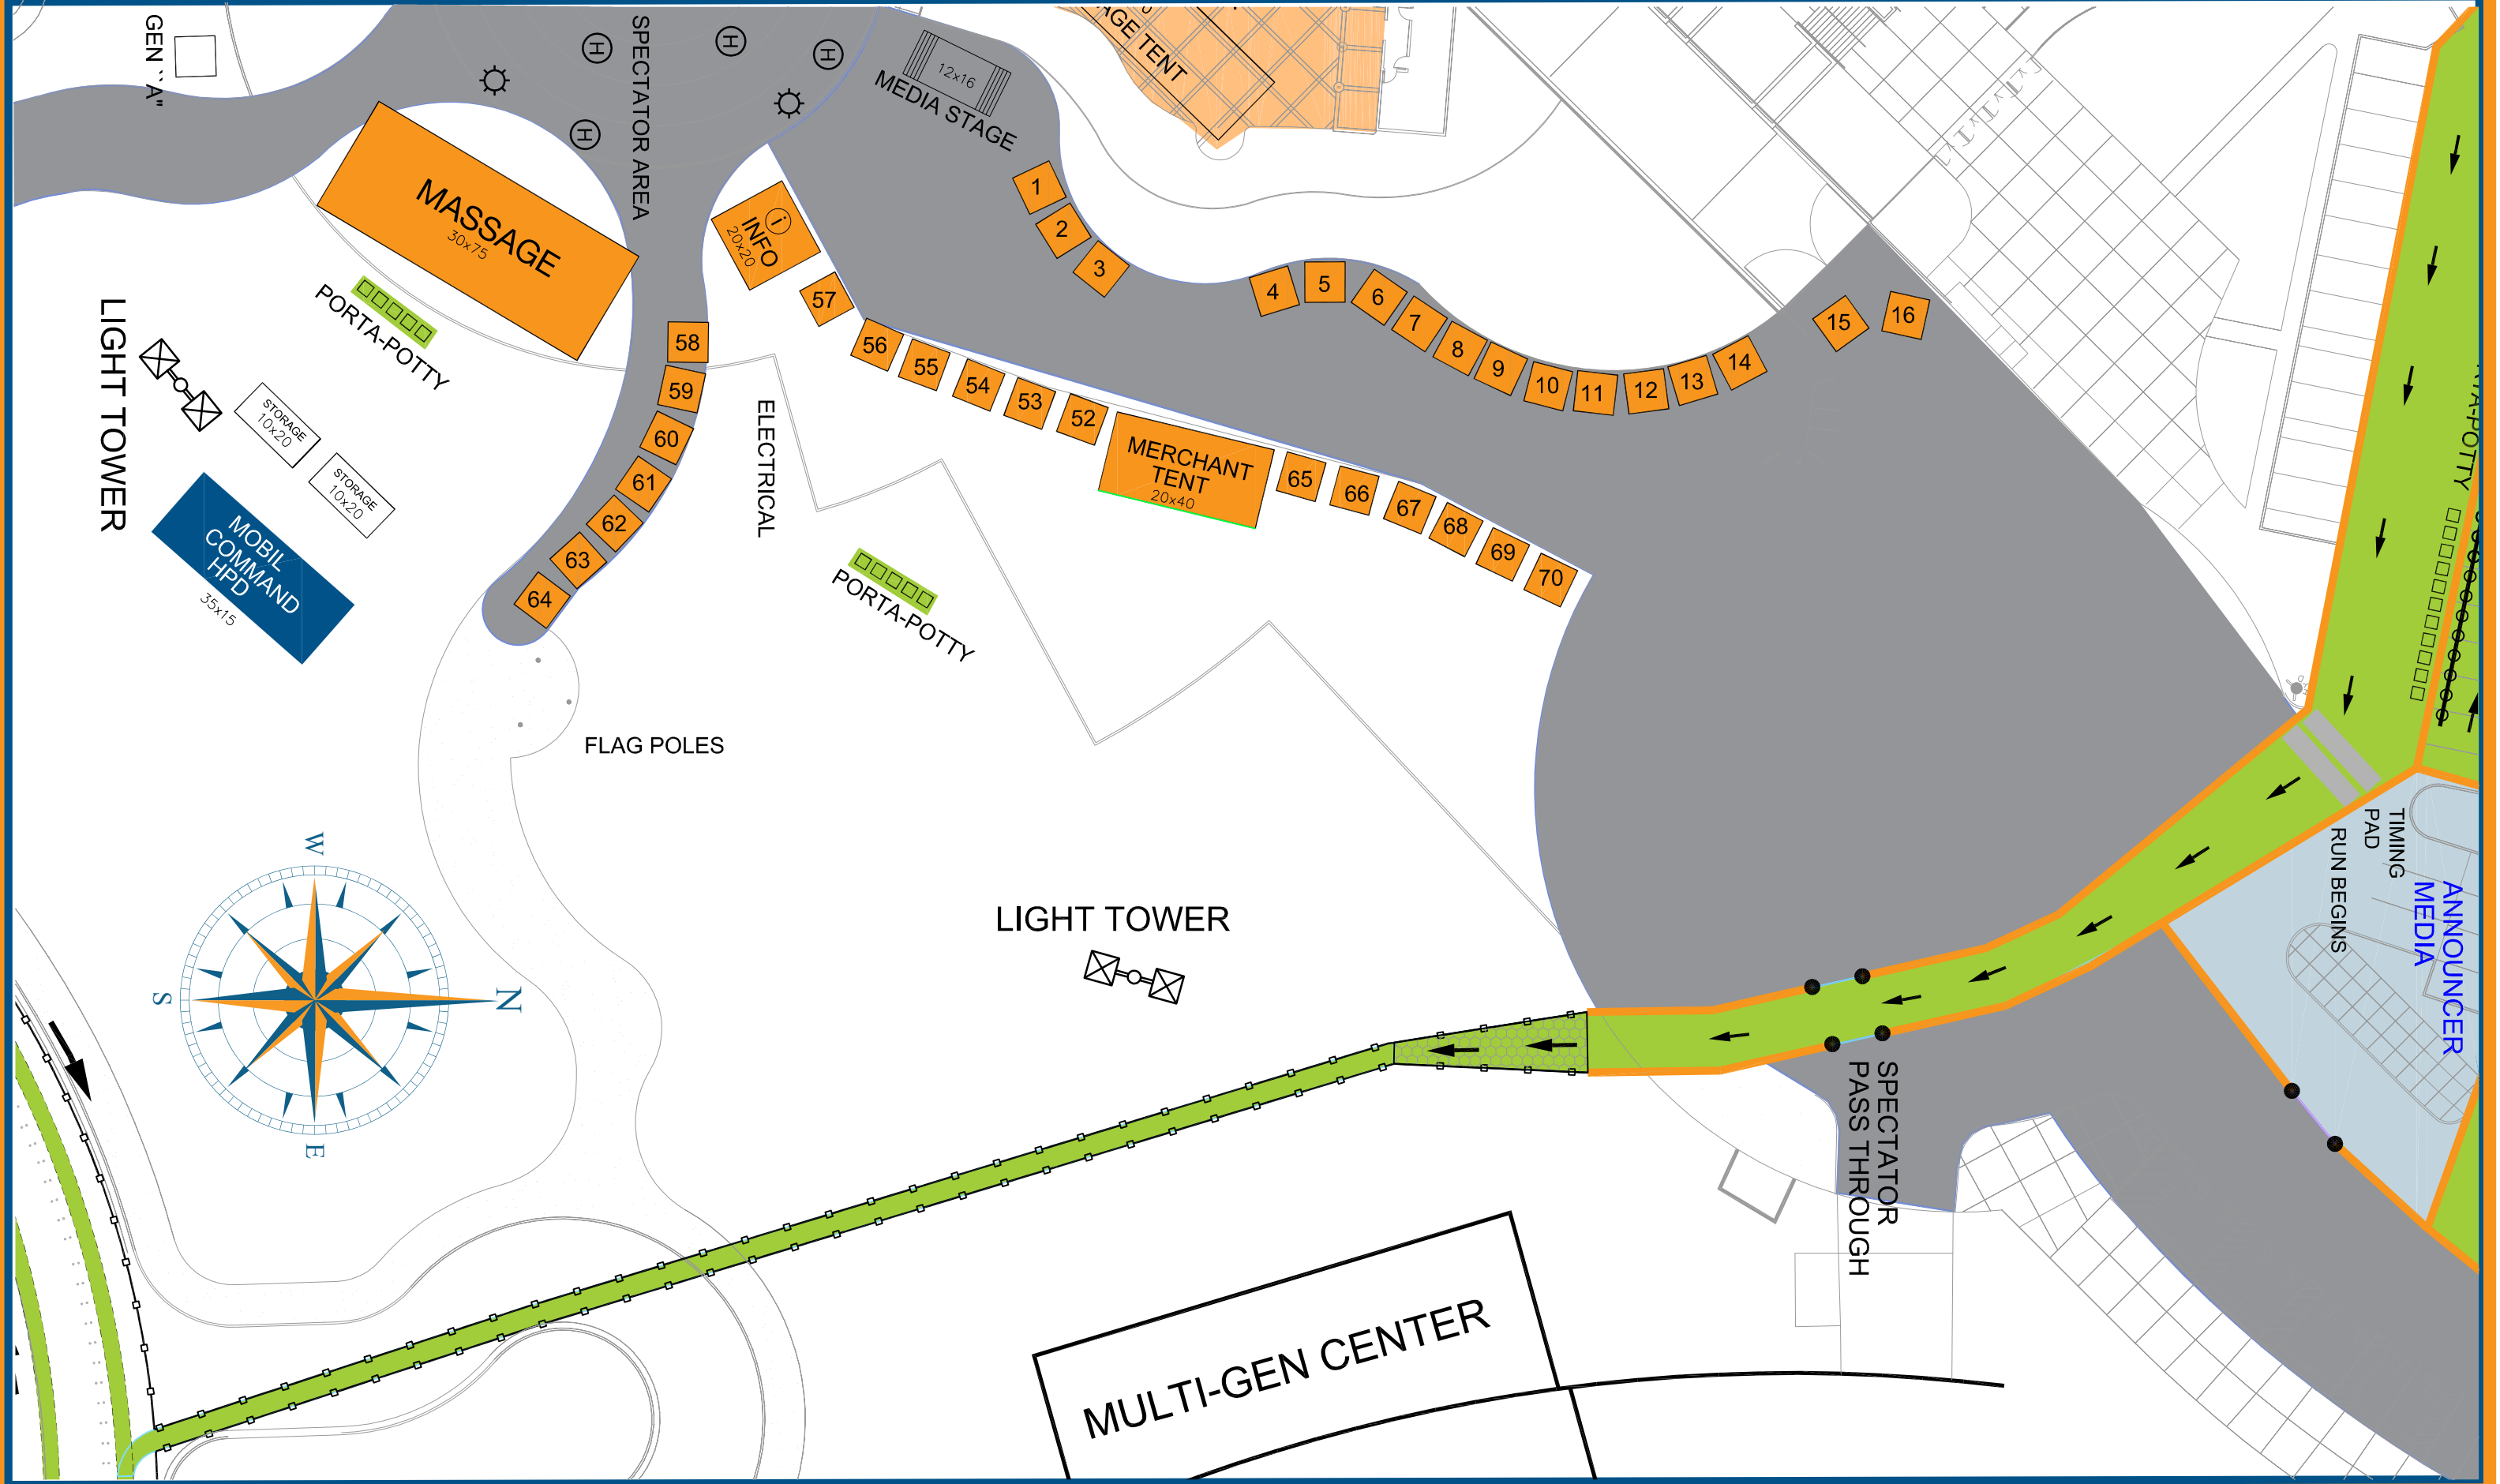 GEN "A"
SPECTATOR AREA
H
H
H
H
12x16
MEDIA STAGE
AGE TENT
MASSAGE
30x75
i
INFO
20x20
PORTA-POTTY
LIGHT TOWER
STORAGE
10x20
STORAGE
10x20
MOBIL
COMMAND
HPD
35x15
1
2
3
4
5
6
7
8
9
10
11
12
13
14
15
16
57
56
55
54
53
52
MERCHANT
TENT
20x40
65
66
67
68
69
70
58
59
60
61
62
63
64
ELECTRICAL
PORTA-POTTY
FLAG POLES
LIGHT TOWER
W
N
S
E
TA-POTTY
TIMING
PAD
RUN BEGINS
ANNOUNCER
MEDIA
SPECTATOR
PASS THROUGH
MULTI-GEN CENTER